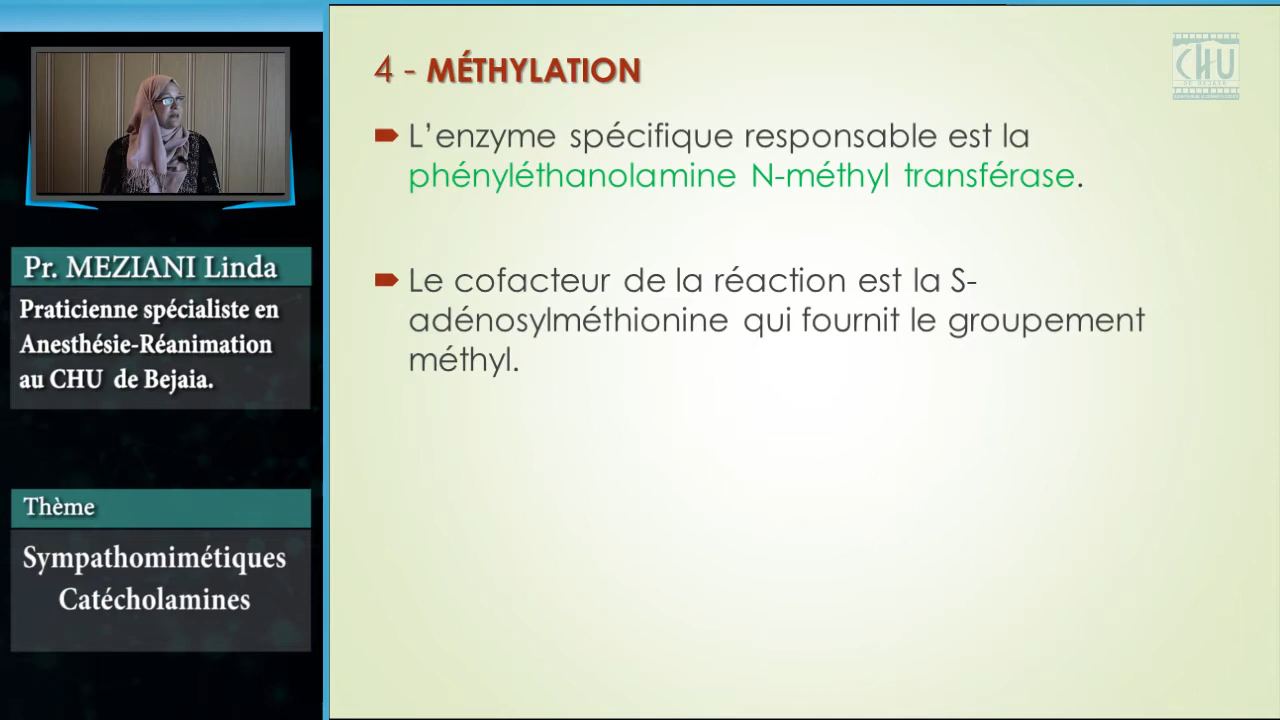 Pr. MEZIANI Linda
Praticienne spécialiste en
Anesthésie-Réanimation
au CHU de Bejaia.
Thème
Sympathomimétiques
Catécholamines
4 - MÉTHYLATION
L’enzyme spécifique responsable est la
phényléthanolamine N-méthyl transférase.
Le cofacteur de la réaction est la S-
adénosylméthionine qui fournit le groupement
méthyl.
CHU
DE BEJAIA